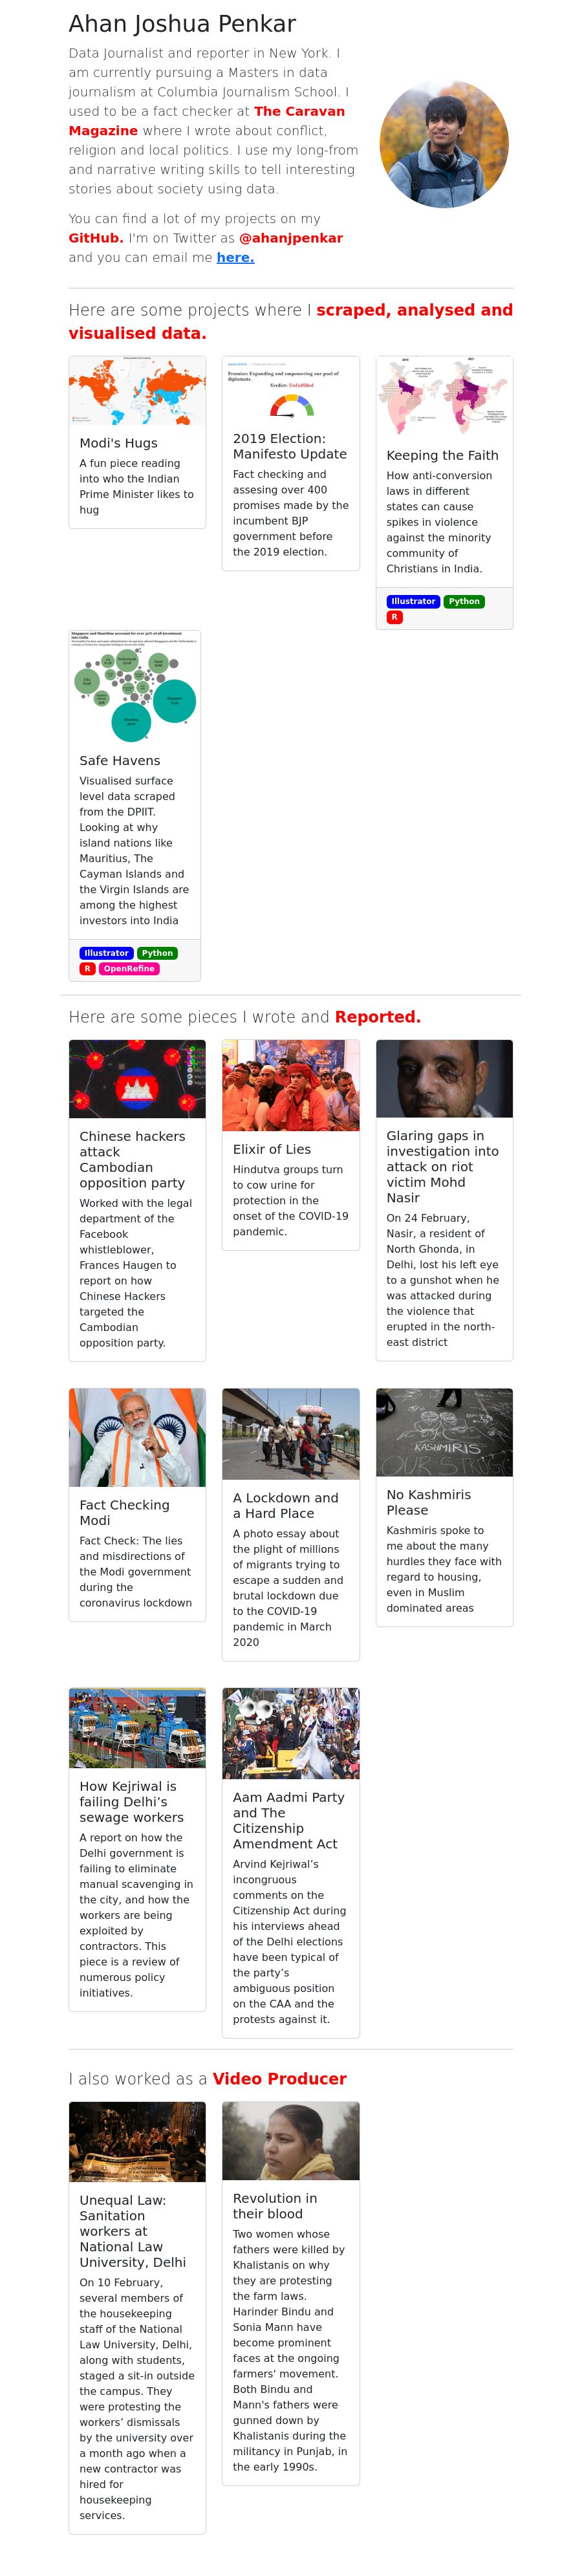 Ahan Joshua Penkar
Data Journalist and reporter in New York. I
am currently pursuing a Masters in data
journalism at Columbia Journalism School. I
used to be a fact checker at The Caravan
Magazine where I wrote about conflict,
religion and local politics. I use my long-from
and narrative writing skills to tell interesting
stories about society using data.
You can find a lot of my projects on my
GitHub. I'm on Twitter as @ahanjpenkar
and you can email me here.
Here are some projects where I scraped, analysed and
visualised data.
Modi's Hugs
A fun piece reading
into who the Indian
Prime Minister likes to
hug
Promise: Expanding and empowering our pool of
diplomats.
Verdict: Unfulfilled
2019 Election:
Manifesto Update
Fact checking and
assesing over 400
promises made by the
incumbent BJP
government before
the 2019 election.
Keeping the Faith
How anti-conversion
laws in different
states can cause
spikes in violence
against the minority
community of
Christians in India.
Illustrator Python
R
Singapore and Mauritius account for over 50% of all investment
into India
Safe Havens
Visualised surface
level data scraped
from the DPIIT.
Looking at why
island nations like
Mauritius, The
Cayman Islands and
the Virgin Islands are
among the highest
investors into India
Illustrator Python
R OpenRefine
Here are some pieces I wrote and Reported.
Chinese hackers
attack
Cambodian
opposition party
Worked with the legal
department of the
Facebook
whistleblower,
Frances Haugen to
report on how
Chinese Hackers
targeted the
Cambodian
opposition party.
Elixir of Lies
Hindutva groups turn
to cow urine for
protection in the
onset of the COVID-19
pandemic.
Glaring gaps in
investigation into
attack on riot
victim Mohd
Nasir
On 24 February,
Nasir, a resident of
North Ghonda, in
Delhi, lost his left eye
to a gunshot when he
was attacked during
the violence that
erupted in the north-
east district
Fact Checking
Modi
Fact Check: The lies
and misdirections of
the Modi government
during the
coronavirus lockdown
A Lockdown and
a Hard Place
A photo essay about
the plight of millions
of migrants trying to
escape a sudden and
brutal lockdown due
to the COVID-19
pandemic in March
2020
KASHMIRIS
No Kashmiris
Please
Kashmiris spoke to
me about the many
hurdles they face with
regard to housing,
even in Muslim
dominated areas
How Kejriwal is
failing Delhi’s
sewage workers
A report on how the
Delhi government is
failing to eliminate
manual scavenging in
the city, and how the
workers are being
exploited by
contractors. This
piece is a review of
numerous policy
initiatives.
Aam Aadmi Party
and The
Citizenship
Amendment Act
Arvind Kejriwal’s
incongruous
comments on the
Citizenship Act during
his interviews ahead
of the Delhi elections
have been typical of
the party’s
ambiguous position
on the CAA and the
protests against it.
I also worked as a Video Producer
Unequal Law:
Sanitation
workers at
National Law
University, Delhi
On 10 February,
several members of
the housekeeping
staff of the National
Law University, Delhi,
along with students,
staged a sit-in outside
the campus. They
were protesting the
workers’ dismissals
by the university over
a month ago when a
new contractor was
hired for
housekeeping
services.
Revolution in
their blood
Two women whose
fathers were killed by
Khalistanis on why
they are protesting
the farm laws.
Harinder Bindu and
Sonia Mann have
become prominent
faces at the ongoing
farmers' movement.
Both Bindu and
Mann's fathers were
gunned down by
Khalistanis during the
militancy in Punjab, in
the early 1990s.